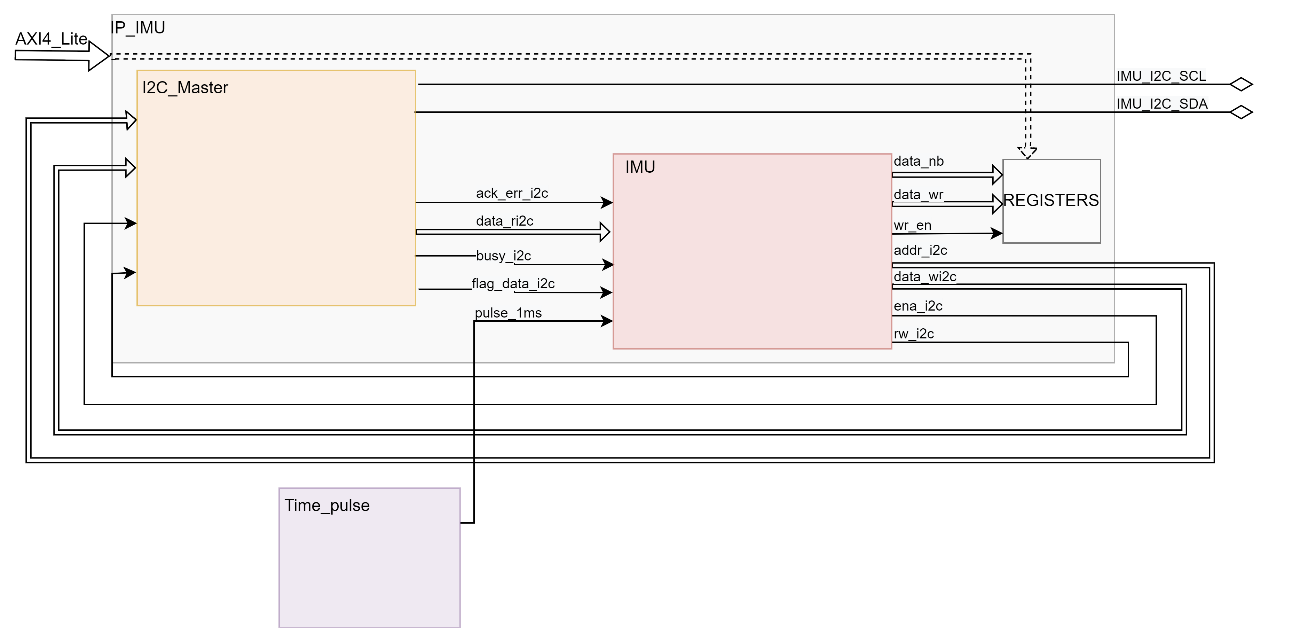 IP_IMU
AXI4_Lite
IMU_I2C_SCL
I2C_Master
IMU_I2C_SDA
data_nb
IMU
ack_err_i2c
data_wr
REGISTERS
data_ri2c
wr_en
busy_i2c
addr_i2c
flag_data_i2c
data_wi2c
pulse_1ms
ena_i2c
rw_i2c
Time_pulse